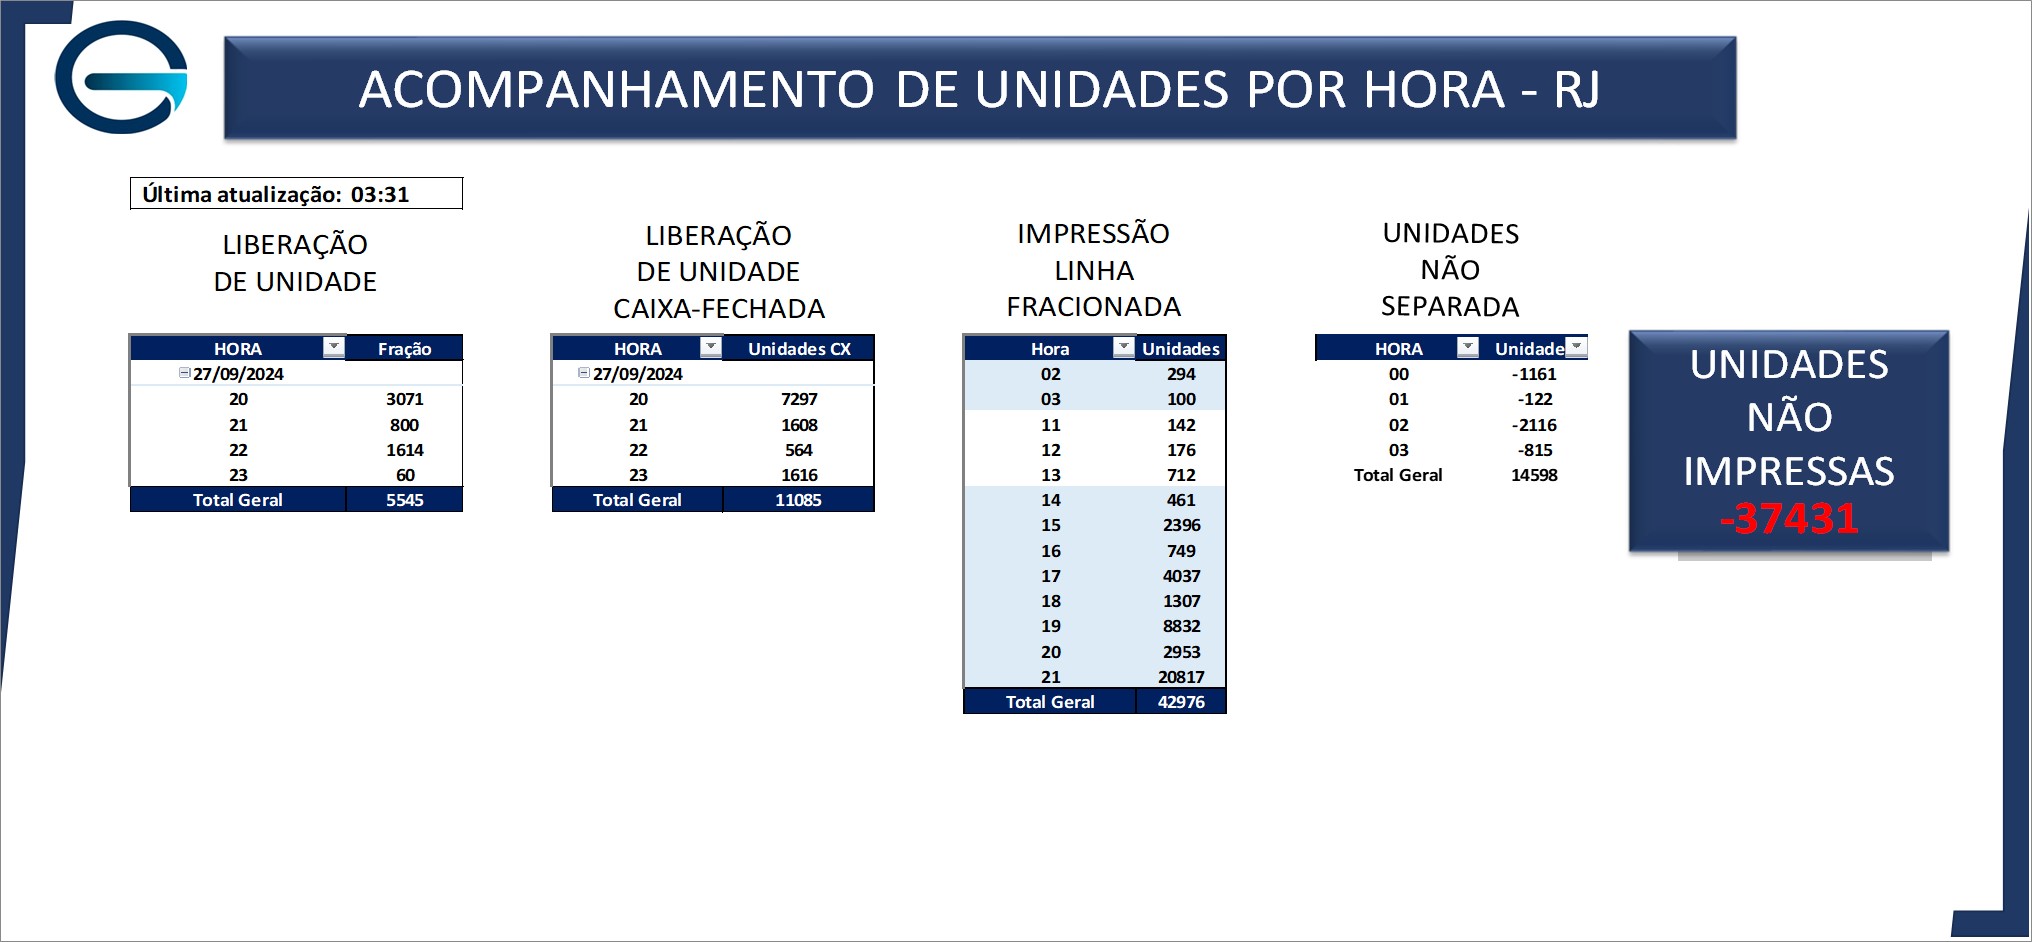 ACOMPANHAMENTO DE UNIDADES POR HORA - RJ
Última atualização: 03:31
LIBERAÇÃO
DE UNIDADE
HORA Fração
27/09/2024
20 3071
21 800
22 1614
23 60
Total Geral 5545
LIBERAÇÃO
DE UNIDADE
CAIXA-FECHADA
HORA Unidades CX
27/09/2024
20 7297
21 1608
22 564
23 1616
Total Geral 11085
IMPRESSÃO
LINHA
FRACIONADA
Hora Unidades
02 294
03 100
11 142
12 176
13 712
14 461
15 2396
16 749
17 4037
18 1307
19 8832
20 2953
21 20817
Total Geral 42976
UNIDADES
NÃO
SEPARADA
HORA Unidade
00 -1161
01 -122
02 -2116
03 -815
Total Geral 14598
UNIDADES
NÃO
IMPRESSAS
-37431